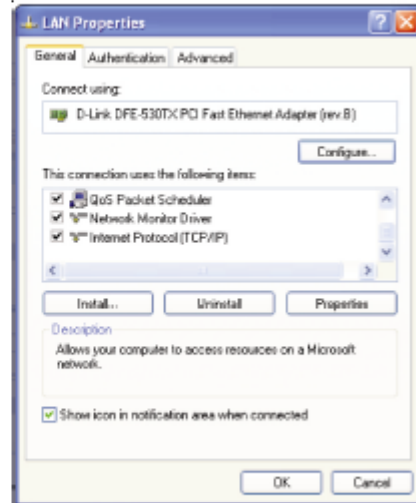 LAN Properties
General Authentication Advanced
Connect using:
D-Link DFE-530TX PCI Fast Ethernet Adapter (rev.B)
Configure...
This connection uses the following items:
QoS Packet Scheduler
Network Monitor Driver
Internet Protocol (TCP/IP)
Install... Uninstall Properties
Description
Allows your computer to access resources on a Microsoft
network.
Show icon in notification area when connected
OK Cancel